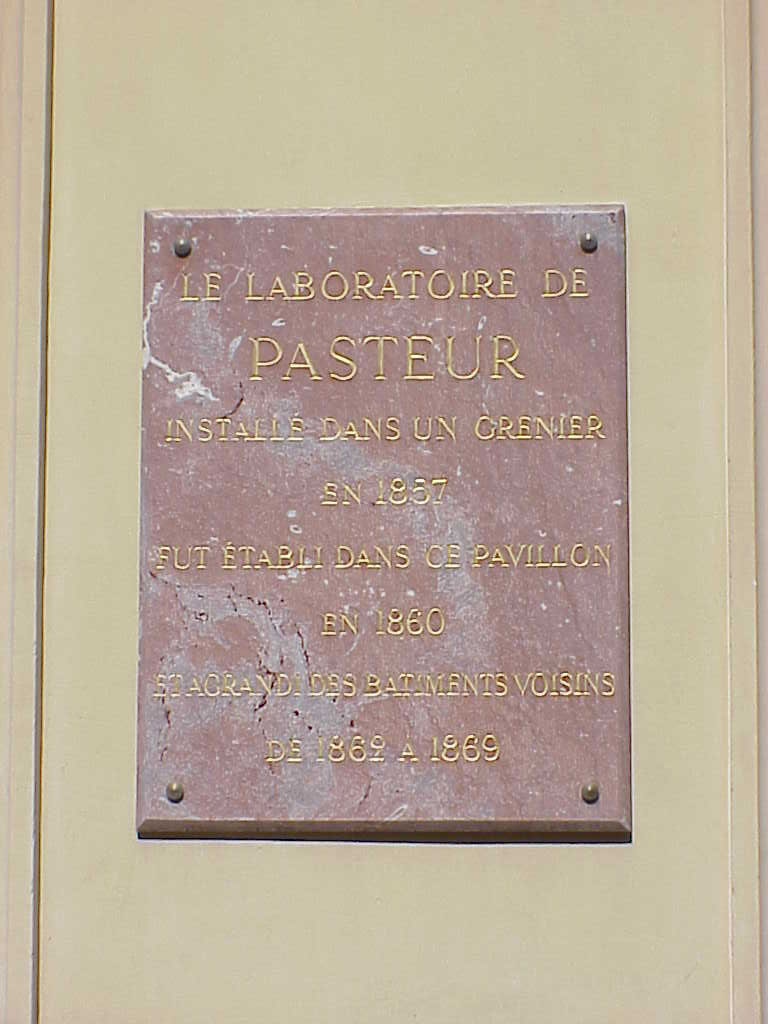 LE LABORATOIRE DE
PASTEUR
INSTALLÉ DANS UN GRENIER
EN 1857
FUT ÉTABLI DANS CE PAVILLON
EN 1860
ET AGRANDI DES BATIMENTS VOISINS
DE 1862 A 1869